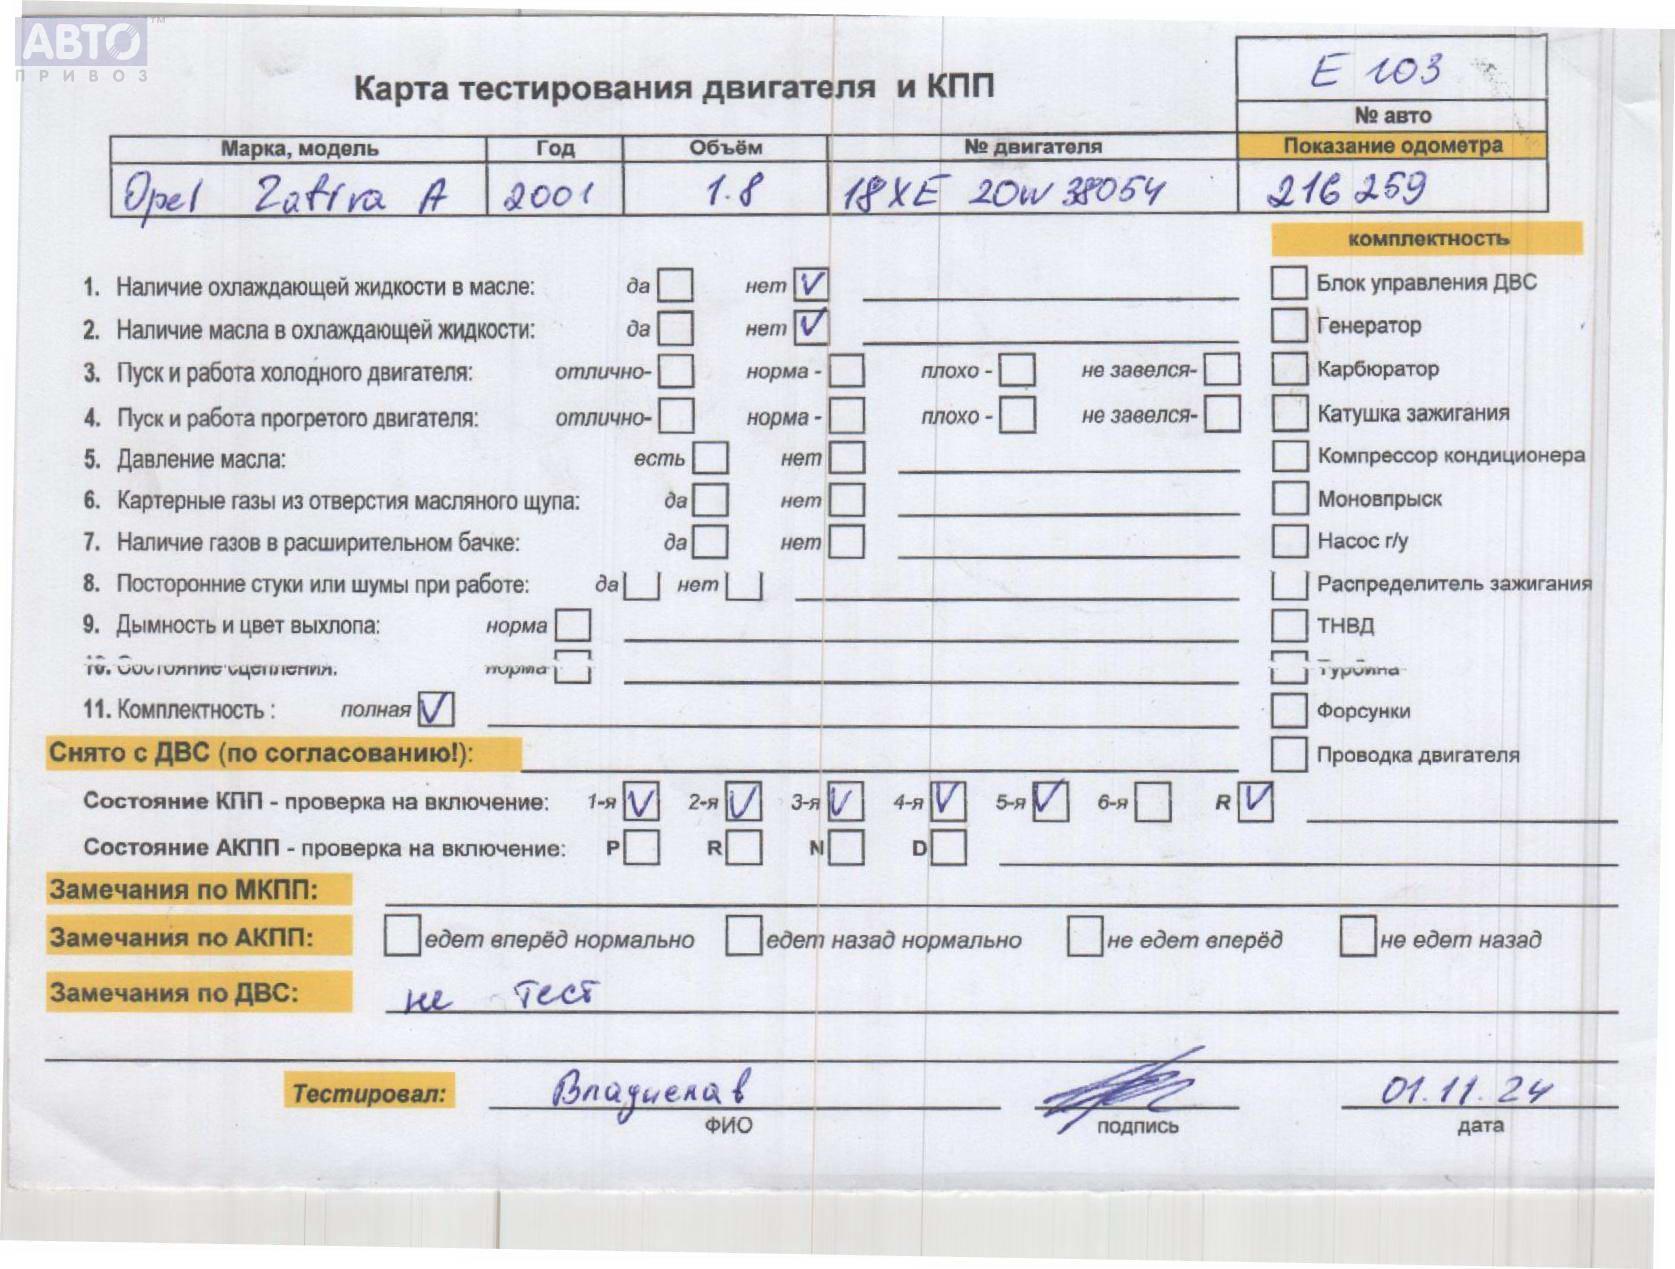 АВТО™
ПРИВОЗ
Карта тестирования двигателя и КПП
E 103
№ авто
Марка, модель Год Объём № двигателя Показание одометра
Opel Zafira A 2001 1.8 18XE 20W38054 216 259
комплектность
1. Наличие охлаждающей жидкости в масле: да нет V Блок управления ДВС
2. Наличие масла в охлаждающей жидкости: да нет V Генератор
3. Пуск и работа холодного двигателя: отлично- норма - плохо - не завелся- Карбюратор
4. Пуск и работа прогретого двигателя: отлично- норма - плохо - не завелся- Катушка зажигания
5. Давление масла: есть нет Компрессор кондиционера
6. Картерные газы из отверстия масляного щупа: да нет Моновпрыск
7. Наличие газов в расширительном бачке: да нет Насос г/у
8. Посторонние стуки или шумы при работе: да нет Распределитель зажигания
9. Дымность и цвет выхлопа: норма ТНВД
10. Состояние сцепления: норма Турбина
11. Комплектность : полная V Форсунки
Снято с ДВС (по согласованию!): Проводка двигателя
Состояние КПП - проверка на включение: 1-я V 2-я V 3-я V 4-я V 5-я V 6-я R V
Состояние АКПП - проверка на включение: P R N D
Замечания по МКПП:
Замечания по АКПП: едет вперёд нормально едет назад нормально не едет вперёд не едет назад
Замечания по ДВС: не тест
Тестировал: Владислав 01.11.24
ФИО подпись дата